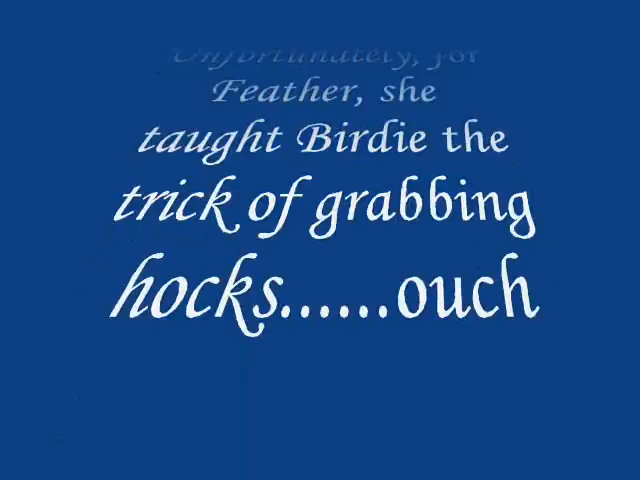 Unfortunately, for
Feather, she
taught Birdie the
trick of grabbing
hocks......ouch